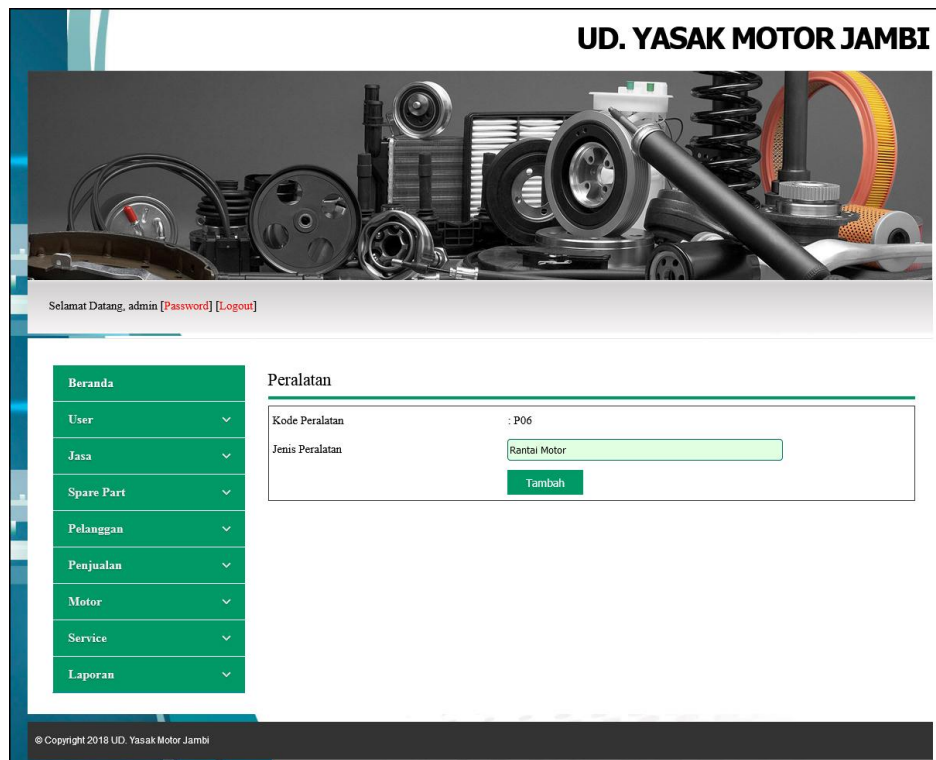 UD. YASAK MOTOR JAMBI
Selamat Datang, admin [Password] [Logout]
Beranda
User
Jasa
Spare Part
Pelanggan
Penjualan
Motor
Service
Laporan
Peralatan
Kode Peralatan : P06
Jenis Peralatan Rantai Motor
Tambah
© Copyright 2018 UD. Yasak Motor Jambi